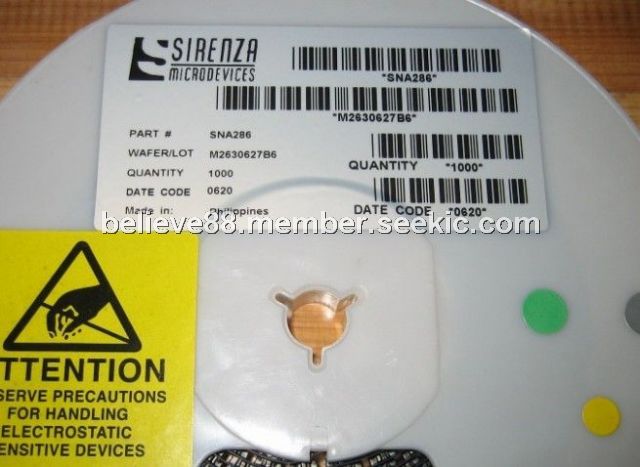 SIRENZA
MICRODEVICES
"SNA286"
"M2630627B6"
PART # SNA286
WAFER/LOT M2630627B6
QUANTITY 1000
DATE CODE 0620
Made in: Philippines
QUANTITY "1000"
DATE CODE "0620"
believe88.member.seekic.com
TTENTION
SERVE PRECAUTIONS
FOR HANDLING
ELECTROSTATIC
ENSITIVE DEVICES